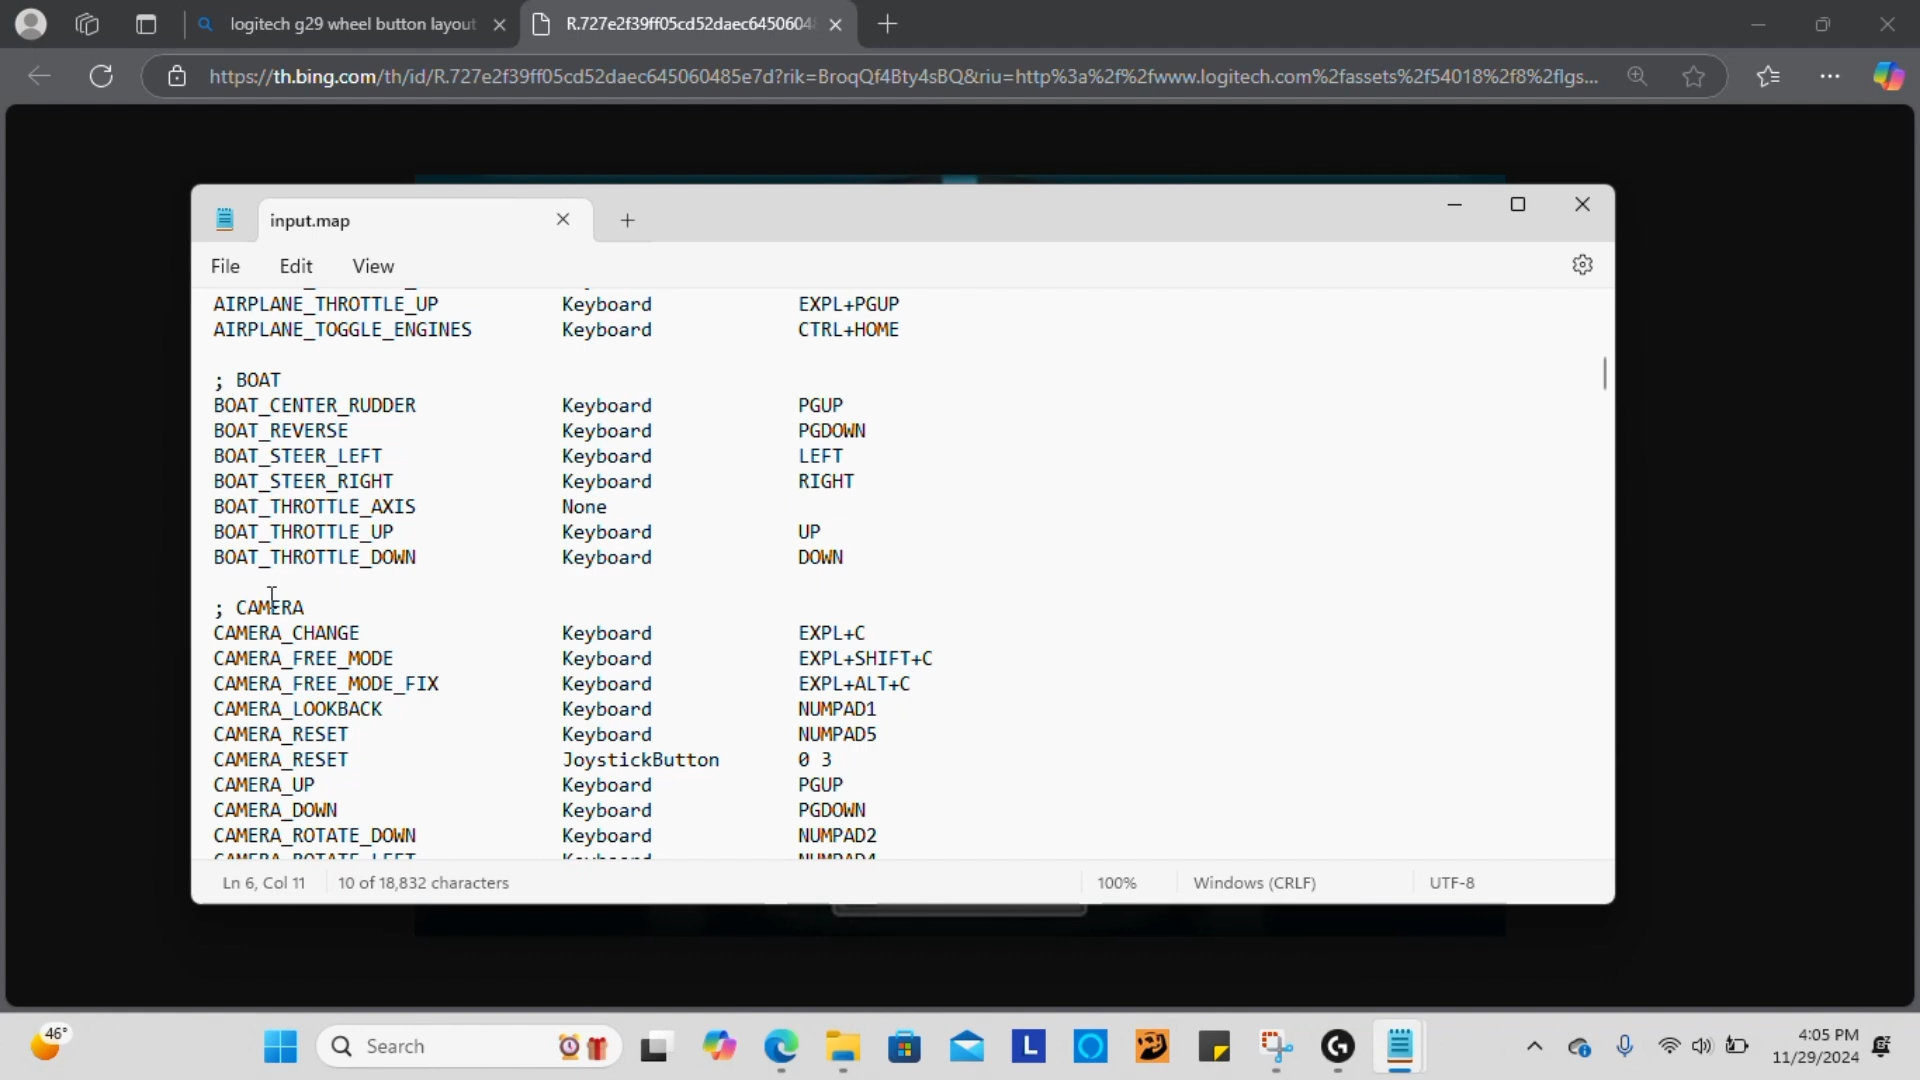 logitech g29 wheel button layout
R.727e2f39ff05cd52daec64506048
https://th.bing.com/th/id/R.727e2f39ff05cd52daec645060485e7d?rik=BroqQf4Bty4sBQ&riu=http%3a%2f%2fwww.logitech.com%2fassets%2f54018%2f8%2flgs...
input.map
File Edit View
AIRPLANE_THROTTLE_UP Keyboard EXPL+PGUP
AIRPLANE_TOGGLE_ENGINES Keyboard CTRL+HOME
; BOAT
BOAT_CENTER_RUDDER Keyboard PGUP
BOAT_REVERSE Keyboard PGDOWN
BOAT_STEER_LEFT Keyboard LEFT
BOAT_STEER_RIGHT Keyboard RIGHT
BOAT_THROTTLE_AXIS None
BOAT_THROTTLE_UP Keyboard UP
BOAT_THROTTLE_DOWN Keyboard DOWN
; CAMERA
CAMERA_CHANGE Keyboard EXPL+C
CAMERA_FREE_MODE Keyboard EXPL+SHIFT+C
CAMERA_FREE_MODE_FIX Keyboard EXPL+ALT+C
CAMERA_LOOKBACK Keyboard NUMPAD1
CAMERA_RESET Keyboard NUMPAD5
CAMERA_RESET JoystickButton 0 3
CAMERA_UP Keyboard PGUP
CAMERA_DOWN Keyboard PGDOWN
CAMERA_ROTATE_DOWN Keyboard NUMPAD2
CAMERA_ROTATE_LEFT Keyboard NUMPAD4
Ln 6, Col 11 10 of 18,832 characters 100% Windows (CRLF) UTF-8
46°
Search
L
4:05 PM
11/29/2024